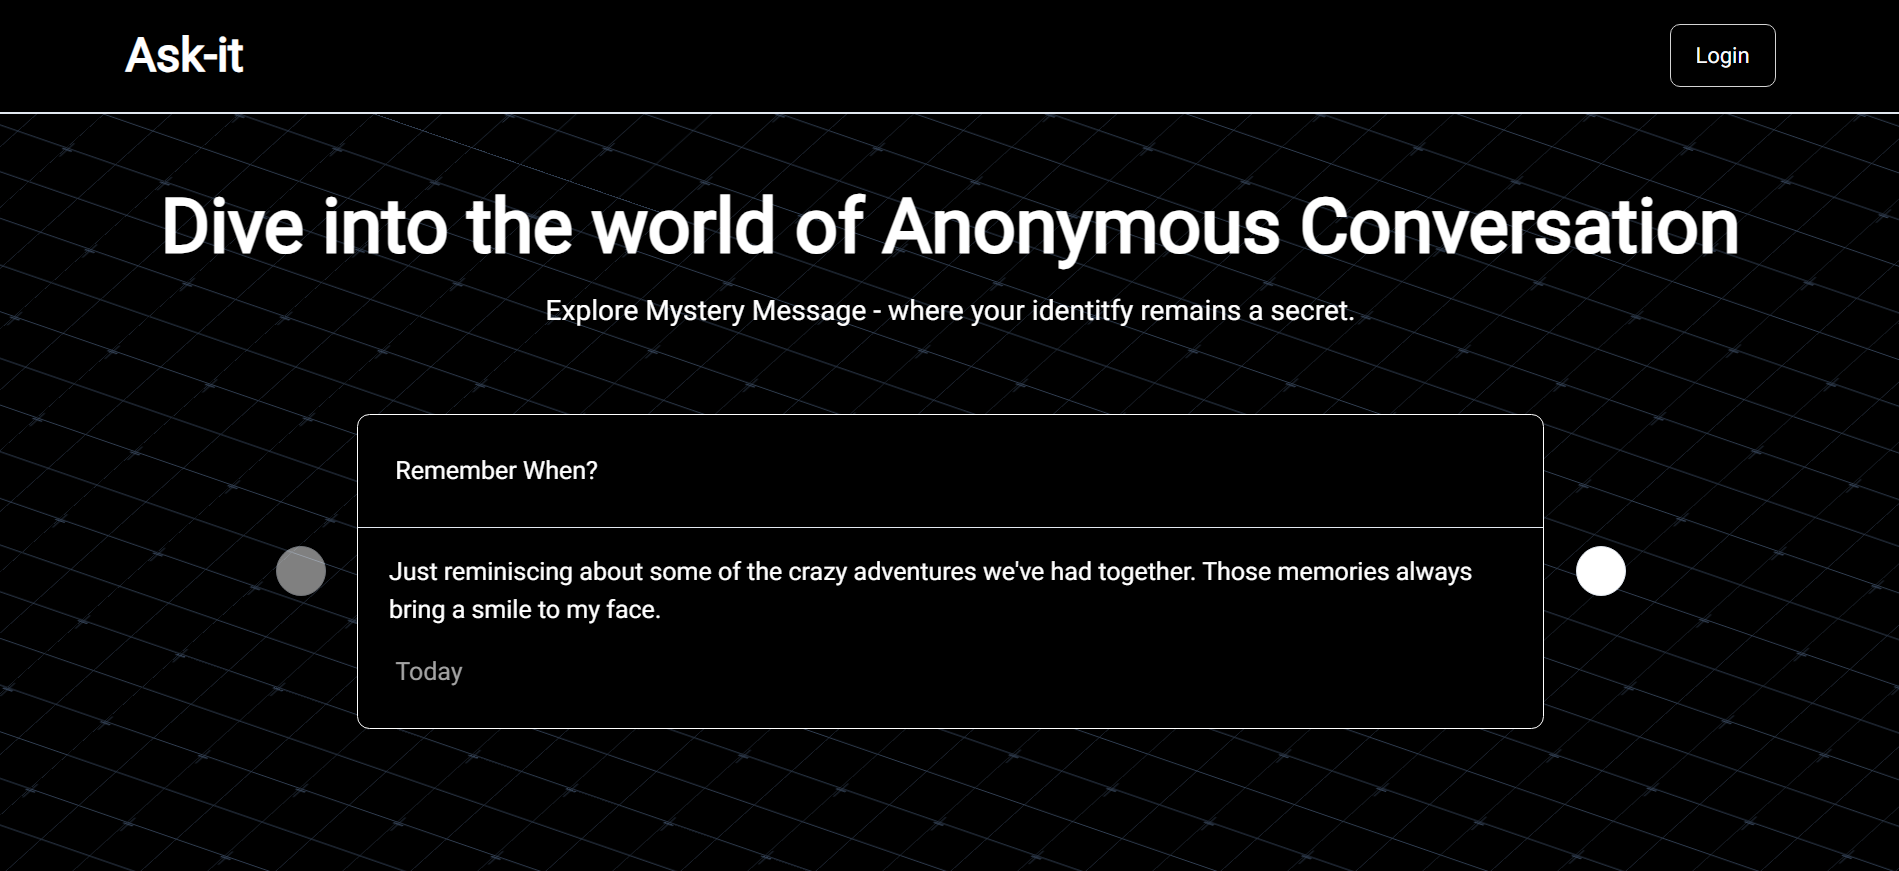 Ask-it
Login
Dive into the world of Anonymous Conversation
Explore Mystery Message - where your identitfy remains a secret.
Remember When?
Just reminiscing about some of the crazy adventures we've had together. Those memories always
bring a smile to my face.
Today